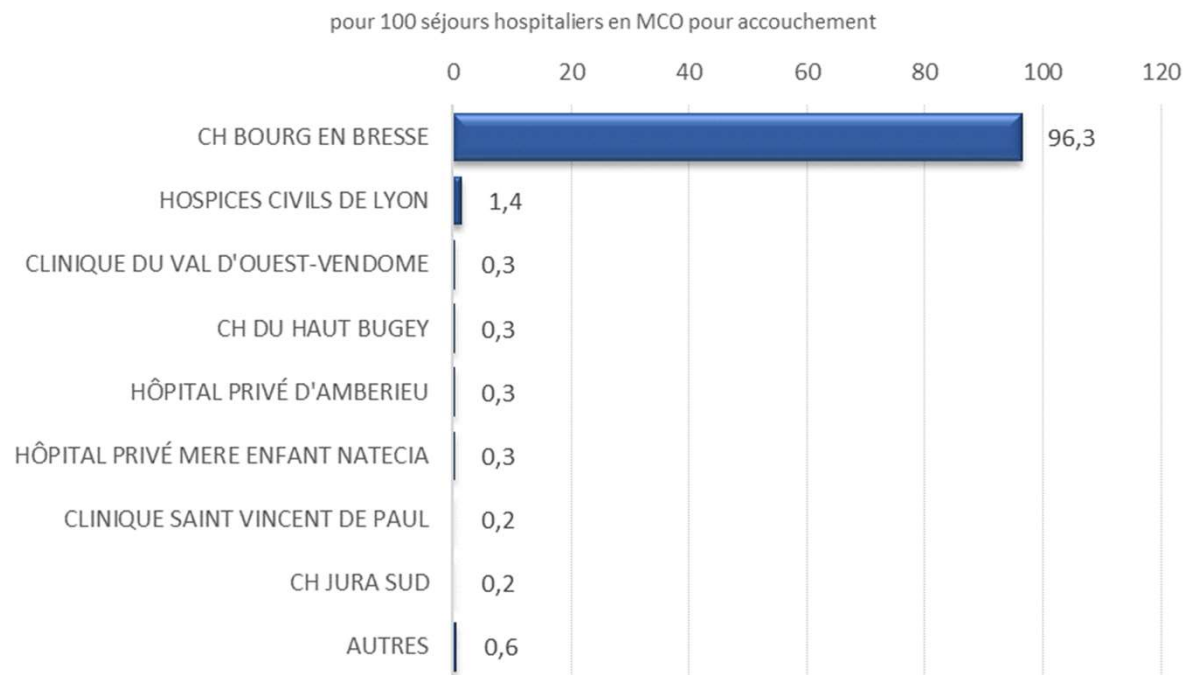 pour 100 séjours hospitaliers en MCO pour accouchement
0 20 40 60 80 100 120
CH BOURG EN BRESSE 96,3
HOSPICES CIVILS DE LYON 1,4
CLINIQUE DU VAL D'OUEST-VENDOME 0,3
CH DU HAUT BUGEY 0,3
HÔPITAL PRIVÉ D'AMBERIEU 0,3
HÔPITAL PRIVÉ MERE ENFANT NATECIA 0,3
CLINIQUE SAINT VINCENT DE PAUL 0,2
CH JURA SUD 0,2
AUTRES 0,6